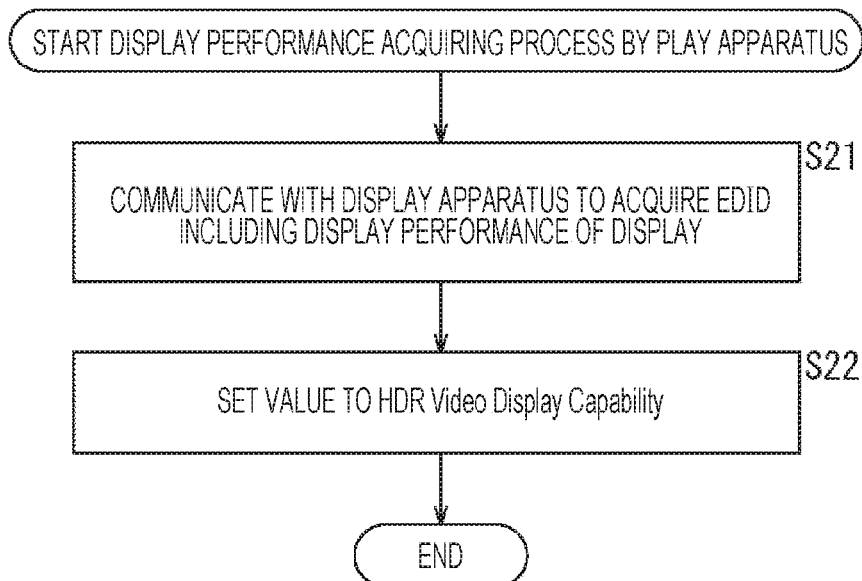 START DISPLAY PERFORMANCE ACQUIRING PROCESS BY PLAY APPARATUS
S21
COMMUNICATE WITH DISPLAY APPARATUS TO ACQUIRE EDID
INCLUDING DISPLAY PERFORMANCE OF DISPLAY
S22
SET VALUE TO HDR Video Display Capability
END